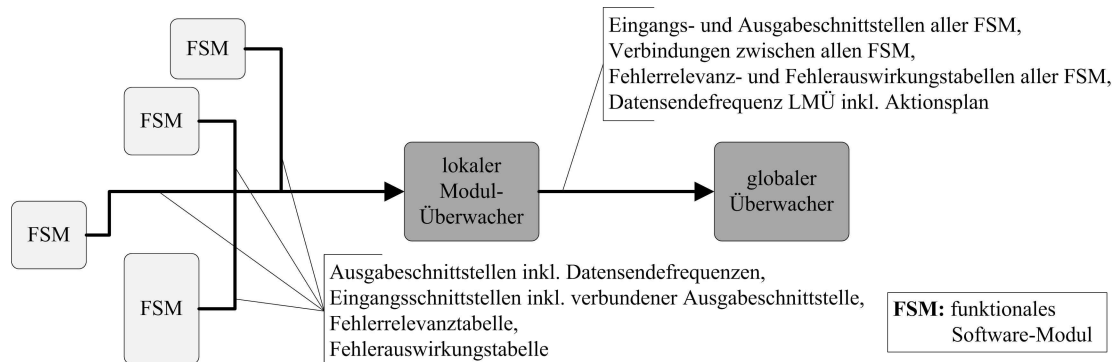 FSM
Eingangs- und Ausgabeschnittstellen aller FSM,
Verbindungen zwischen allen FSM,
Fehlerrelevanz- und Fehlerauswirkungstabellen aller FSM,
Datensendefrequenz LMÜ inkl. Aktionsplan
FSM
lokaler
Modul-
Überwacher
globaler
Überwacher
FSM
FSM
Ausgabeschnittstellen inkl. Datensendefrequenzen,
Eingangsschnittstellen inkl. verbundener Ausgabeschnittstelle,
Fehlerrelevanztabelle,
Fehlerauswirkungstabelle
FSM: funktionales
Software-Modul